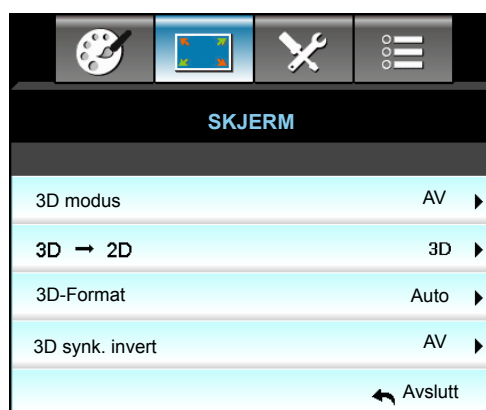 SKJERM
3D modus AV
3D → 2D 3D
3D-Format Auto
3D synk. invert AV
Avslutt